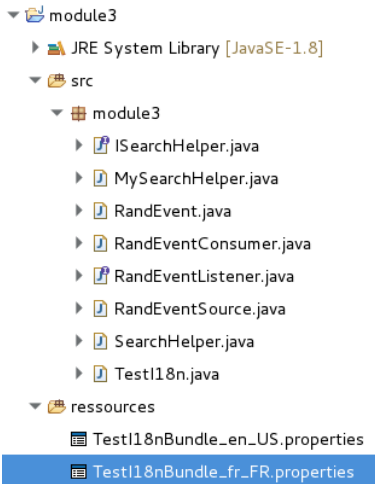 module3
JRE System Library [JavaSE-1.8]
src
module3
ISearchHelper.java
MySearchHelper.java
RandEvent.java
RandEventConsumer.java
RandEventListener.java
RandEventSource.java
SearchHelper.java
TestI18n.java
ressources
TestI18nBundle_en_US.properties
TestI18nBundle_fr_FR.properties